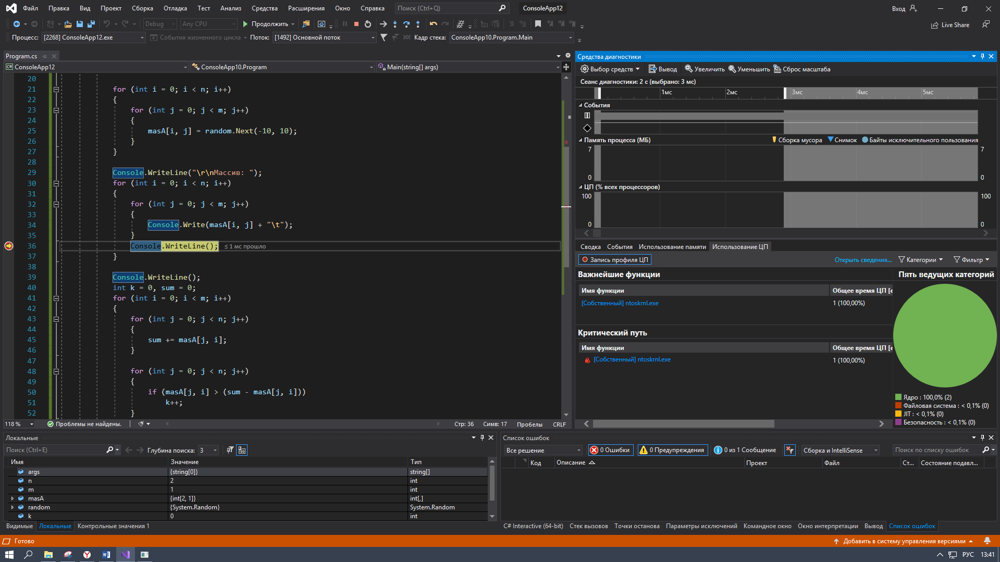 Файл Правка Вид Проект Сборка Отладка Тест Анализ Средства Расширения Окно Справка Поиск (Ctrl+Q) ConsoleApp12 Вход
Debug Any CPU Продолжить Live Share
Процесс: [2268] ConsoleApp12.exe События жизненного цикла Поток: [1492] Основной поток Кадр стека: ConsoleApp10.Program.Main
Program.cs
C# ConsoleApp12 ConsoleApp10.Program Main(string[] args)
20
21 for (int i = 0; i < n; i++)
22 {
23 for (int j = 0; j < m; j++)
24 {
25 masA[i, j] = random.Next(-10, 10);
26 }
27 }
28
29 Console.WriteLine("\r\nМассив: ");
30 for (int i = 0; i < n; i++)
31 {
32 for (int j = 0; j < m; j++)
33 {
34 Console.Write(masA[i, j] + "\t");
35 }
36 Console.WriteLine(); ≤ 1 мс прошло
37 }
38
39 Console.WriteLine();
40 int k = 0, sum = 0;
41 for (int i = 0; i < m; i++)
42 {
43 for (int j = 0; j < n; j++)
44 {
45 sum += masA[j, i];
46 }
47
48 for (int j = 0; j < n; j++)
49 {
50 if (masA[j, i] > (sum - masA[j, i]))
51 k++;
52 }
118 % Проблемы не найдены. Стр: 36 Симв: 17 Пробелы CRLF
Средства диагностики
Выбор средств Вывод Увеличить Уменьшить Сброс масштаба
Сеанс диагностики: 2 с (выбрано: 3 мс)
1мс 2мс 3мс 4мс 5мс
События
Память процесса (МБ) Сборка мусора Снимок Байты исключительного пользования
7 7
0 0
ЦП (% всех процессоров)
100 100
0 0
Сводка События Использование памяти Использование ЦП
Запись профиля ЦП Открыть сведения... Категории Фильтр
Важнейшие функции Пять ведущих категорий
Имя функции Общее время ЦП [е
[Собственный] ntoskrnl.exe 1 (100,00%)
Критический путь
Имя функции Общее время ЦП [е
[Собственный] ntoskrnl.exe 1 (100,00%)
Ядро : 100,0% (2)
Файловая система : < 0,1% (0)
JIT : < 0,1% (0)
Безопасность : < 0,1% (0)
Локальные
Поиск (Ctrl+E) Глубина поиска: 3
Имя Значение Тип
args {string[0]} string[]
n 2 int
m 1 int
masA {int[2, 1]} int[,]
random {System.Random} System.Random
k 0 int
Видимые Локальные Контрольные значения 1
Список ошибок
Все решение 0 Ошибки 0 Предупреждения 0 из 1 Сообщение Сборка и IntelliSense Поиск по списку ошибок
Код Описание Проект Файл Ст... Состояние подавл...
C# Interactive (64-bit) Стек вызовов Точки останова Параметры исключений Командное окно Окно интерпретации Вывод Список ошибок
Готово Добавить в систему управления версиями
РУС 13:41